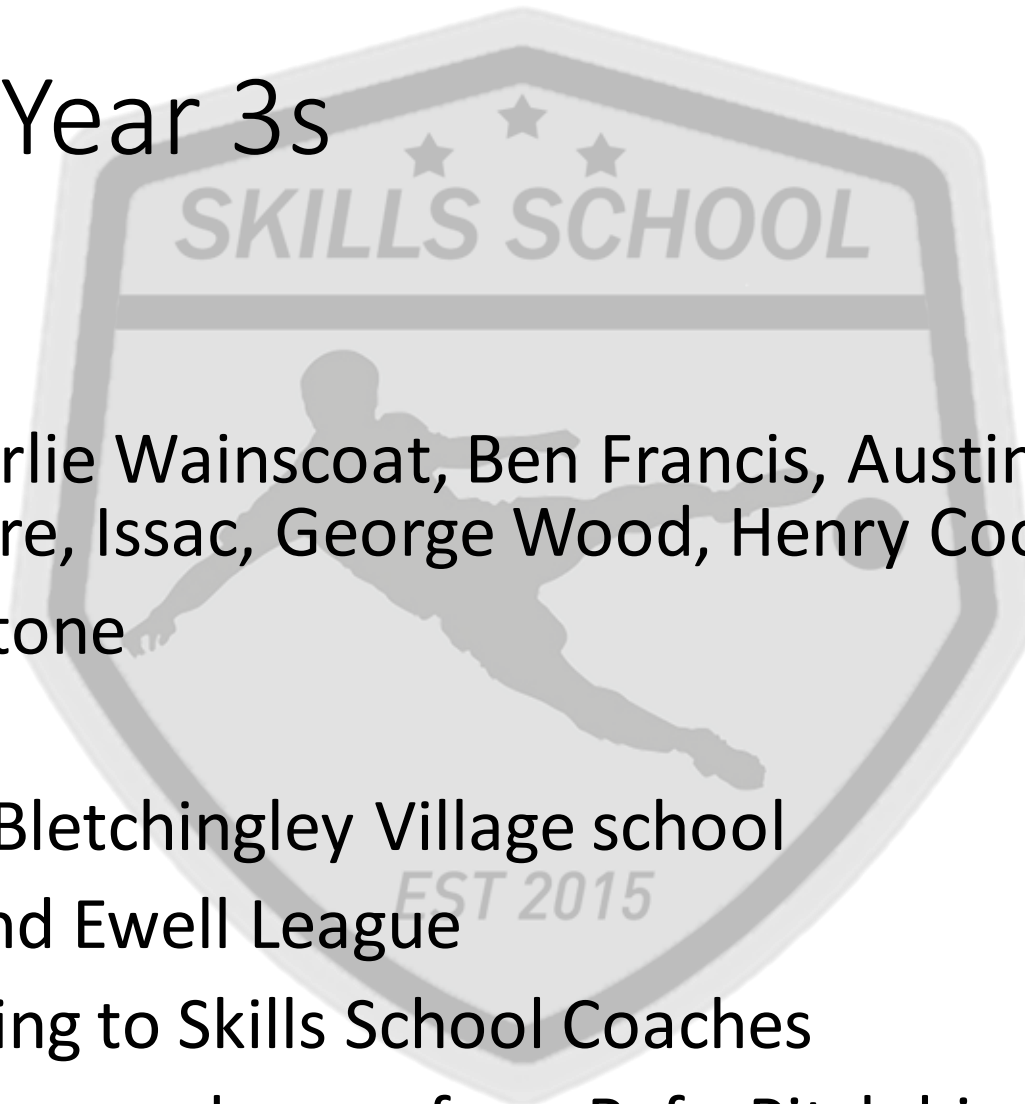 Year 3s
SKILLS SCHOOL
rlie Wainscoat, Ben Francis, Austin
re, Issac, George Wood, Henry Coo
tone
Bletchingley Village school
EST 2015
nd Ewell League
ing to Skills School Coaches